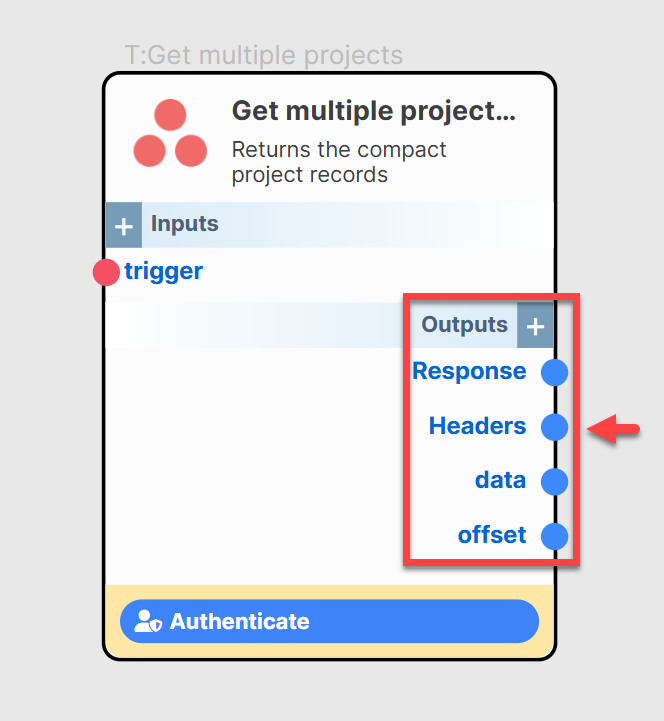 T:Get multiple projects
Get multiple project...
Returns the compact
project records
+ Inputs
trigger
Outputs +
Response
Headers
data
offset
Authenticate